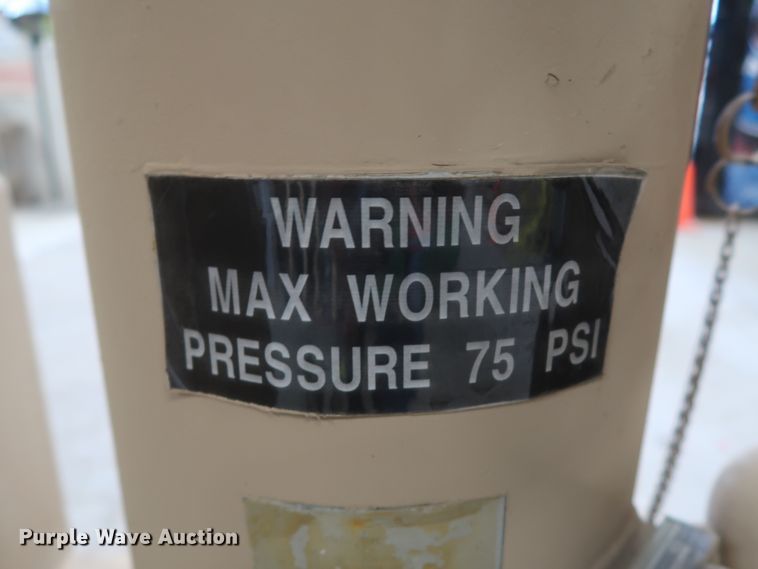 WARNING
MAX WORKING
PRESSURE 75 PSI
Purple Wave Auction